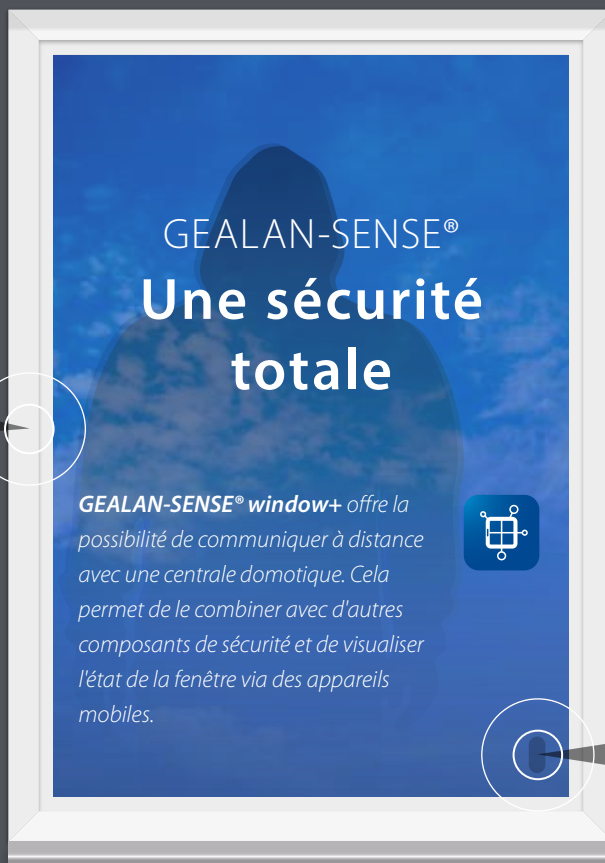 GEALAN-SENSE®
Une sécurité
totale
GEALAN-SENSE® window+ offre la
possibilité de communiquer à distance
avec une centrale domotique. Cela
permet de le combiner avec d'autres
composants de sécurité et de visualiser
l'état de la fenêtre via des appareils
mobiles.